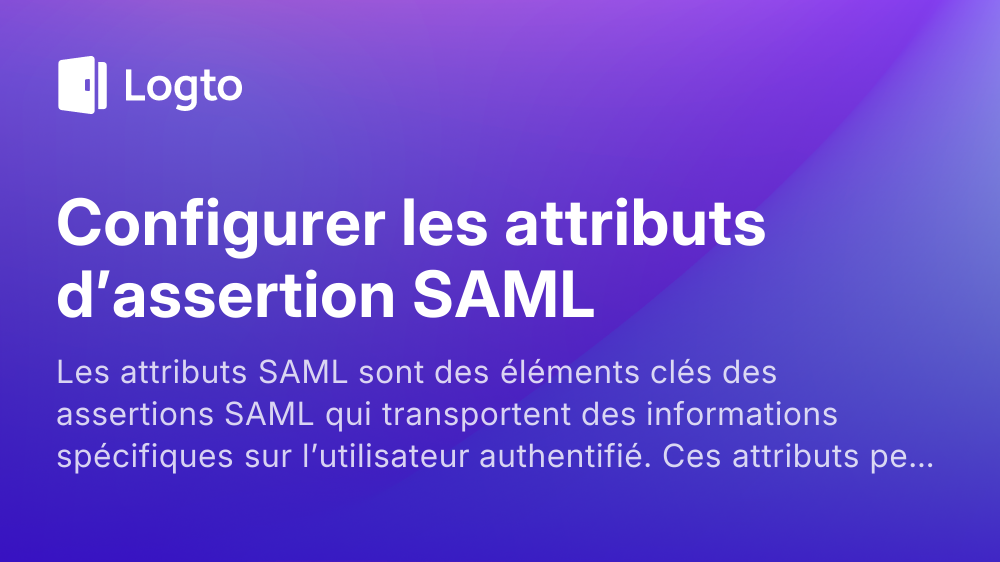 Logto
Configurer les attributs
d’assertion SAML
Les attributs SAML sont des éléments clés des
assertions SAML qui transportent des informations
spécifiques sur l’utilisateur authentifié. Ces attributs pe...